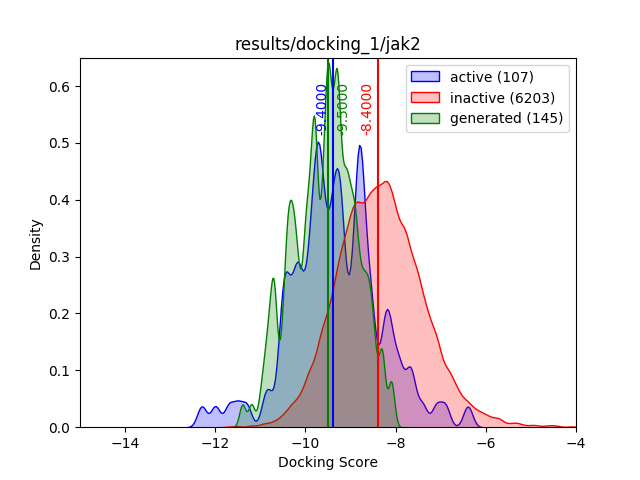 results/docking_1/jak2
active (107)
inactive (6203)
generated (145)
-9.4000
-9.5000
-8.4000
Density
0.0
0.1
0.2
0.3
0.4
0.5
0.6
−14
−12
−10
−8
−6
−4
Docking Score